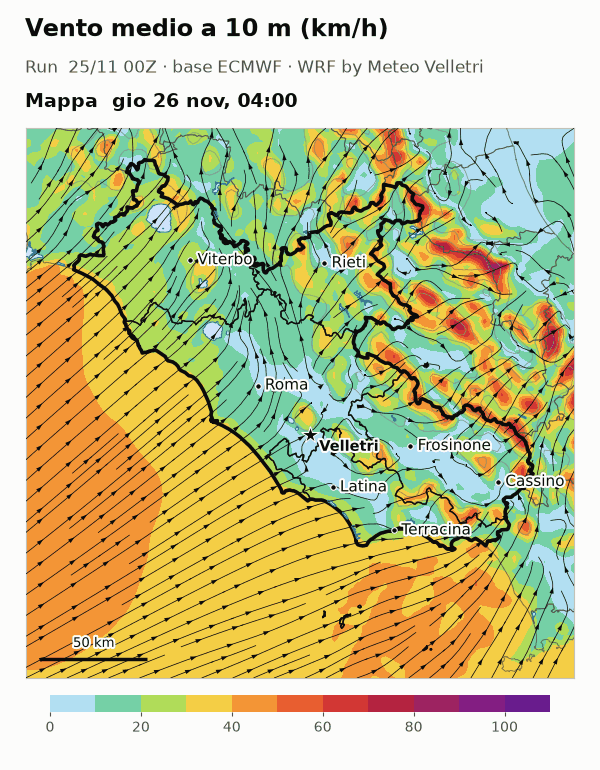 Vento medio a 10 m (km/h)
Run  25/11 00Z · base ECMWF · WRF by Meteo Velletri
Mappa  gio 26 nov, 04:00
Viterbo
Rieti
Roma
Velletri
Frosinone
Cassino
Latina
Terracina
50 km
0 20 40 60 80 100